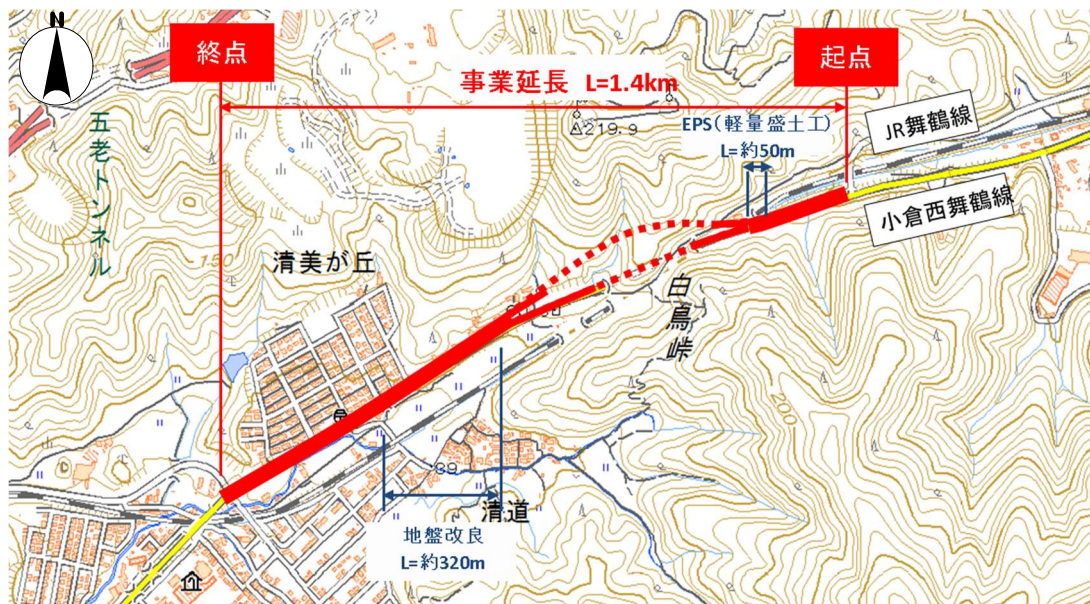 N
終点
起点
事業延長 L=1.4km
EPS(軽量盛土工)
L=約50m
JR舞鶴線
小倉西舞鶴線
219.9
五老トンネル
150
清美が丘
白鳥峠
200
39
清道
地盤改良
L=約320m